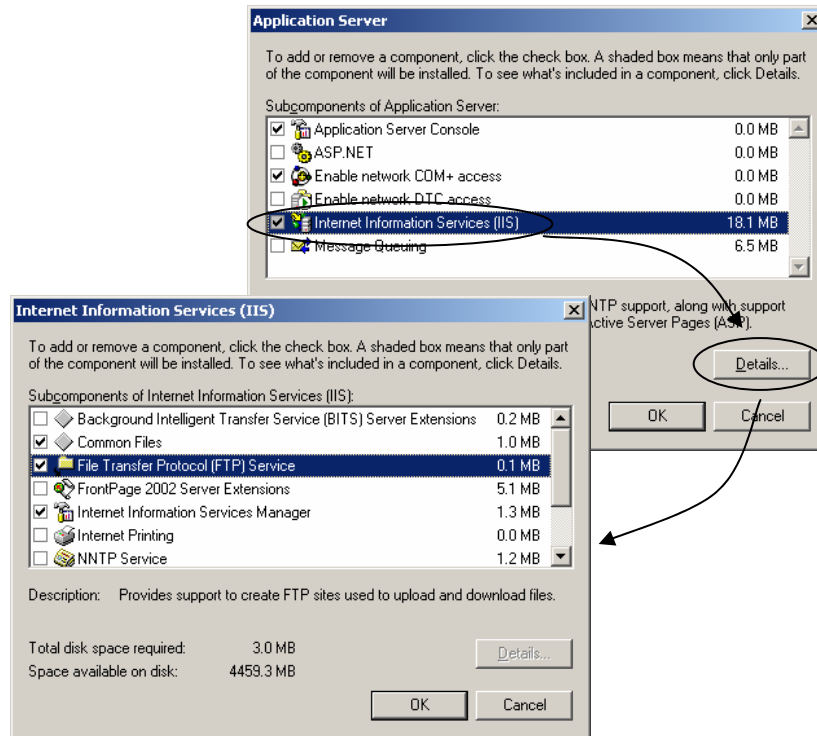 Application Server
To add or remove a component, click the check box. A shaded box means that only part
of the component will be installed. To see what's included in a component, click Details.
Subcomponents of Application Server:
Application Server Console 0.0 MB
ASP.NET 0.0 MB
Enable network COM+ access 0.0 MB
Enable network DTC access 0.0 MB
Internet Information Services (IIS) 18.1 MB
Message Queuing 6.5 MB
NTP support, along with support
Active Server Pages (ASP).
Details...
OK Cancel
Internet Information Services (IIS)
To add or remove a component, click the check box. A shaded box means that only part
of the component will be installed. To see what's included in a component, click Details.
Subcomponents of Internet Information Services (IIS):
Background Intelligent Transfer Service (BITS) Server Extensions 0.2 MB
Common Files 1.0 MB
File Transfer Protocol (FTP) Service 0.1 MB
FrontPage 2002 Server Extensions 5.1 MB
Internet Information Services Manager 1.3 MB
Internet Printing 0.0 MB
NNTP Service 1.2 MB
Description: Provides support to create FTP sites used to upload and download files.
Total disk space required: 3.0 MB
Space available on disk: 4459.3 MB
Details...
OK Cancel